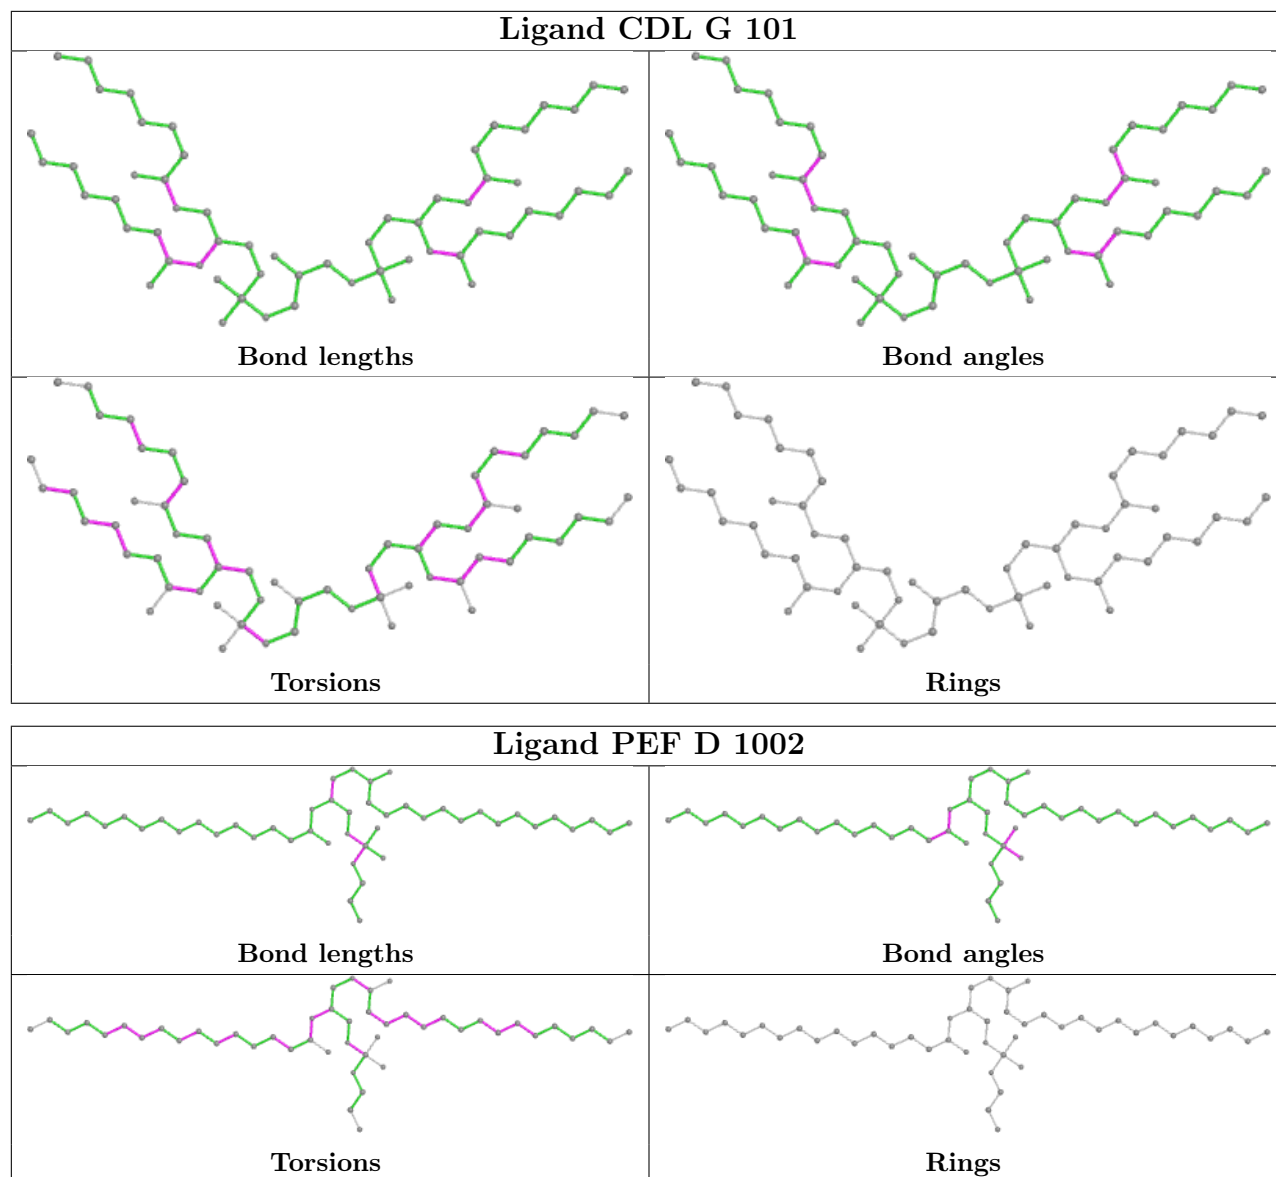 Ligand CDL G 101
Bond lengths
Bond angles
Torsions
Rings
Ligand PEF D 1002
Bond lengths
Bond angles
Torsions
Rings